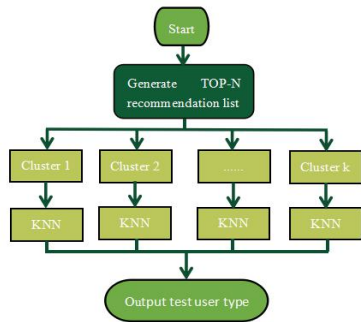 Start
Generate TOP-N
recommendation list
Cluster 1 Cluster 2 ...... Cluster k
KNN KNN KNN KNN
Output test user type